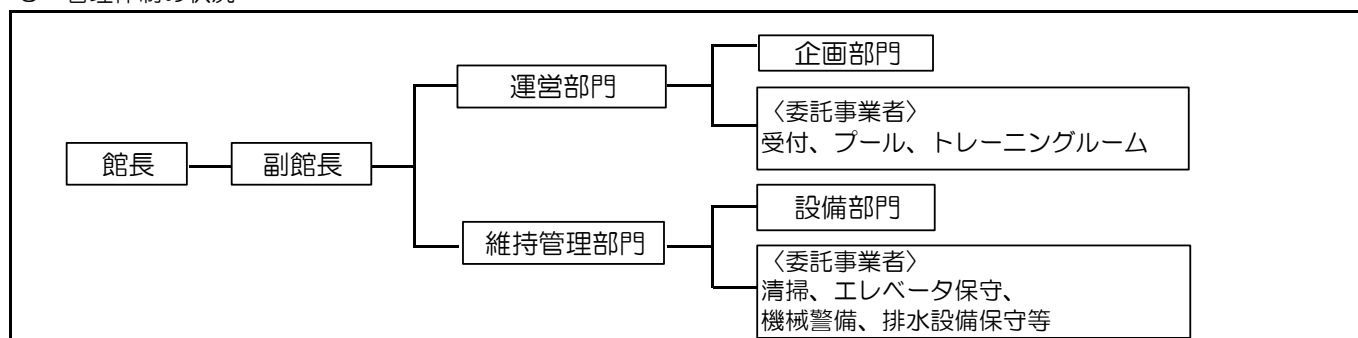 企画部門
運営部門
〈委託事業者〉
受付、プール、トレーニングルーム
館長
副館長
設備部門
維持管理部門
〈委託事業者〉
清掃、エレベータ保守、
機械警備、排水設備保守等